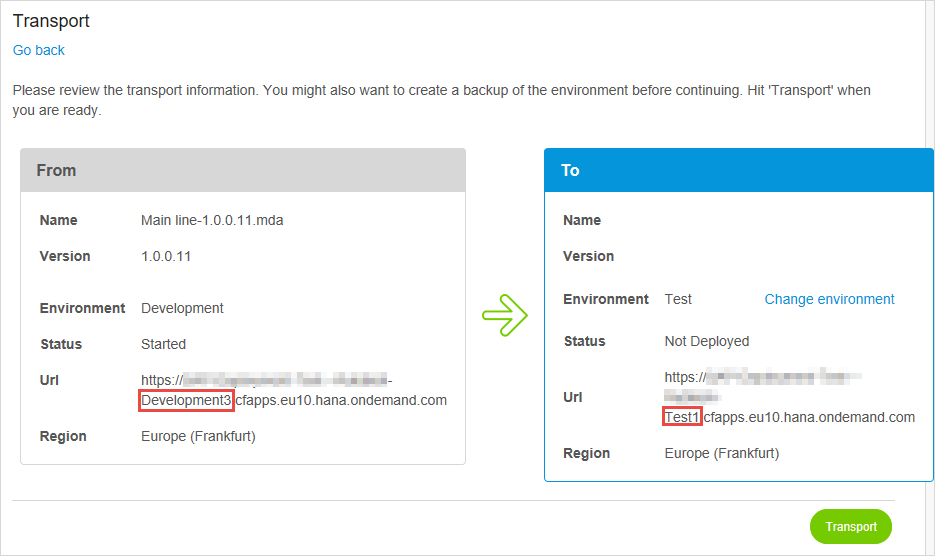 Transport
Go back
Please review the transport information. You might also want to create a backup of the environment before continuing. Hit 'Transport' when
you are ready.
From
Name Main line-1.0.0.11.mda
Version 1.0.0.11
Environment Development
Status Started
Url https://
Development3.cfapps.eu10.hana.ondemand.com
Region Europe (Frankfurt)
To
Name
Version
Environment Test Change environment
Status Not Deployed
Url https://
Test1.cfapps.eu10.hana.ondemand.com
Region Europe (Frankfurt)
Transport